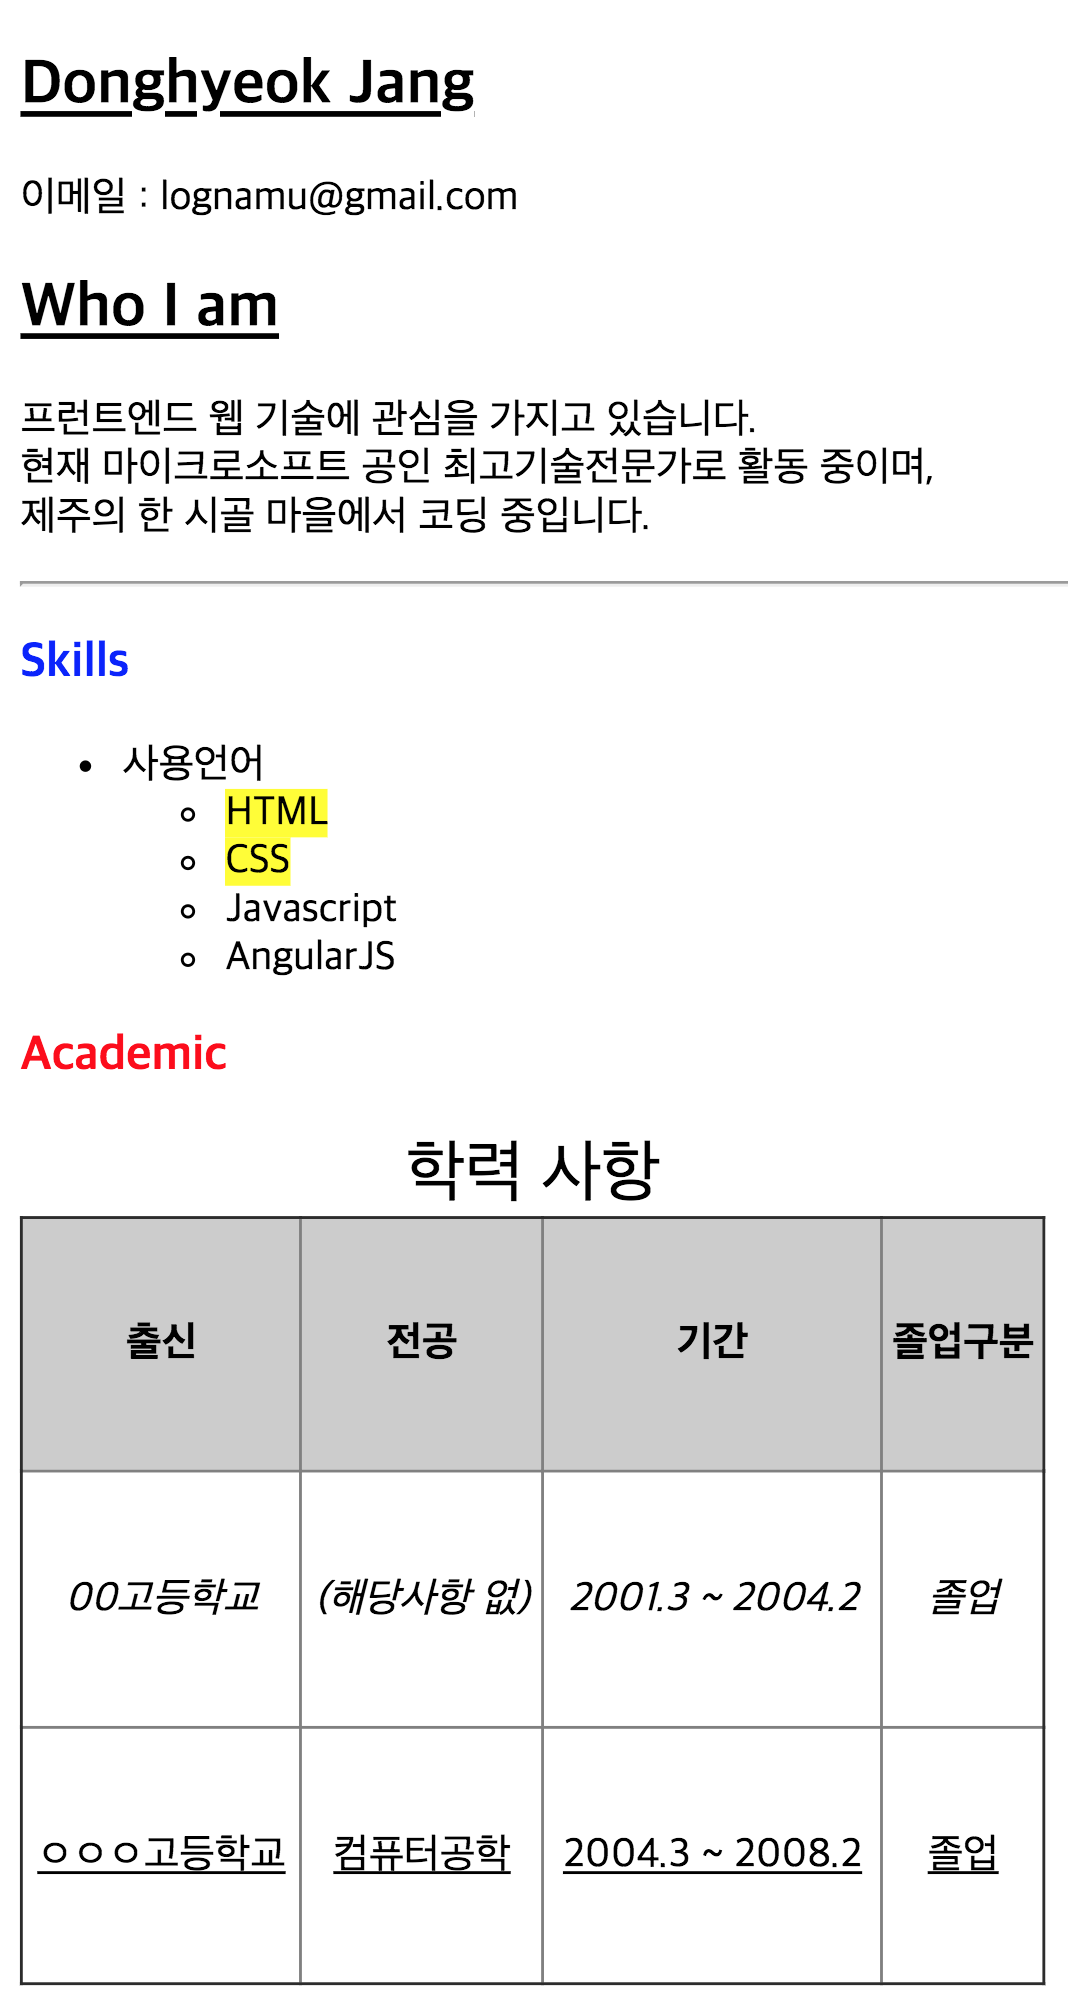 Donghyeok Jang
이메일 : lognamu@gmail.com
Who I am
프런트엔드 웹 기술에 관심을 가지고 있습니다.
현재 마이크로소프트 공인 최고기술전문가로 활동 중이며,
제주의 한 시골 마을에서 코딩 중입니다.
Skills
사용언어
HTML
CSS
Javascript
AngularJS
Academic
학력 사항
출신 전공 기간 졸업구분
00고등학교 (해당사항 없) 2001.3 ~ 2004.2 졸업
ㅇㅇㅇ고등학교 컴퓨터공학 2004.3 ~ 2008.2 졸업